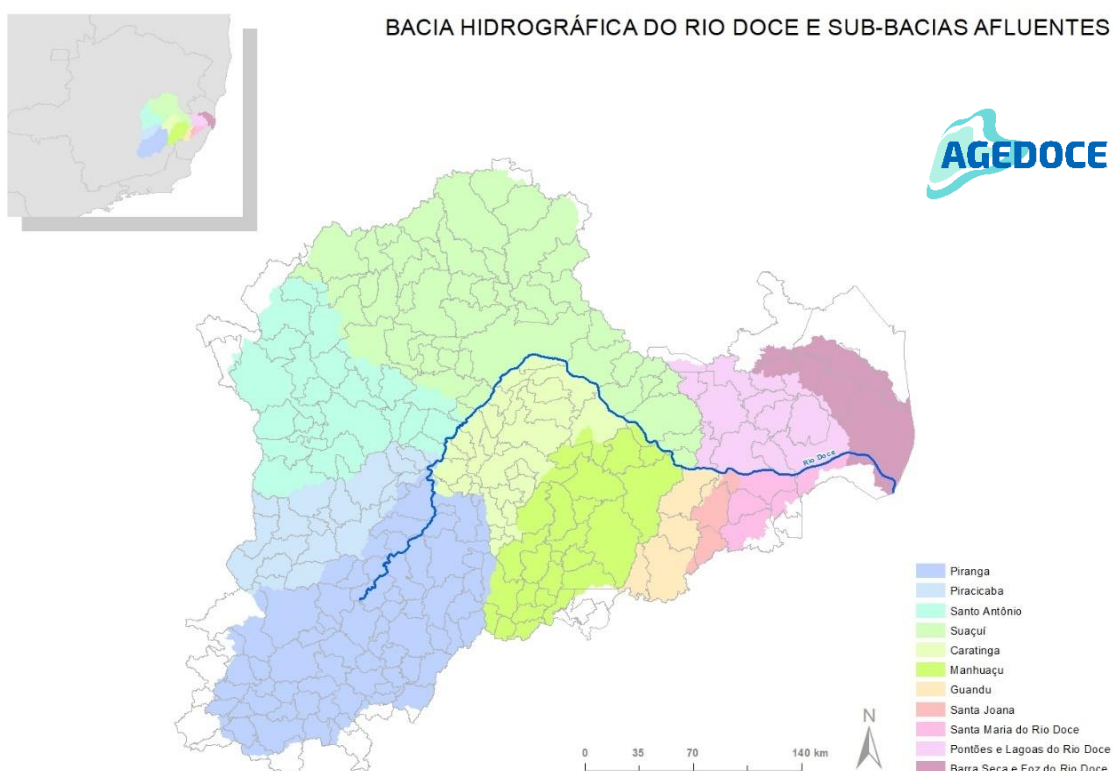 BACIA HIDROGRÁFICA DO RIO DOCE E SUB-BACIAS AFLUENTES
AGEDOCE
Rio Doce
Piranga
Piracicaba
Santo Antônio
Suaçuí
Caratinga
Manhuaçu
Guandu
Santa Joana
Santa Maria do Rio Doce
Pontões e Lagoas do Rio Doce
Barra Seca e Foz do Rio Doce
N
0 35 70 140 km